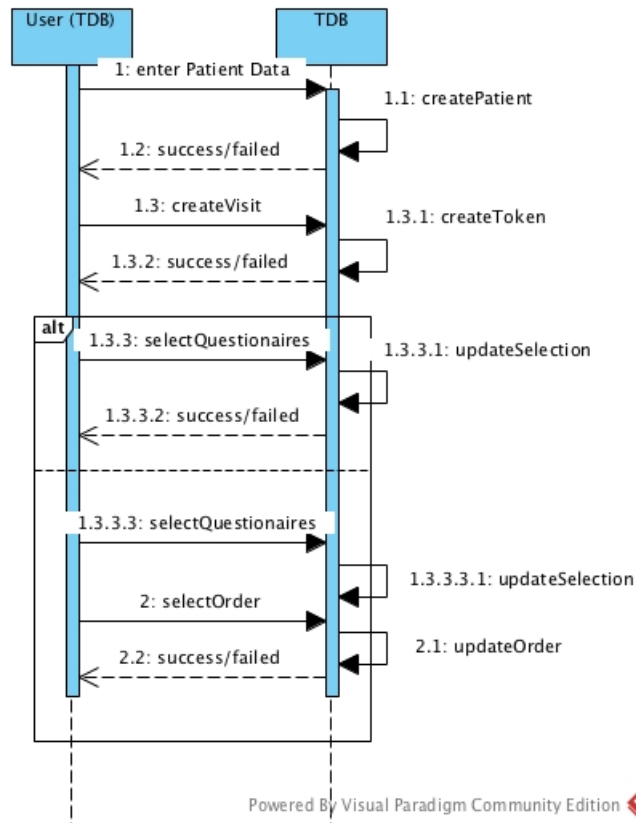 User (TDB)
TDB
1: enter Patient Data
1.1: createPatient
1.2: success/failed
1.3: createVisit
1.3.1: createToken
1.3.2: success/failed
alt
1.3.3: selectQuestionaires
1.3.3.1: updateSelection
1.3.3.2: success/failed
1.3.3.3: selectQuestionaires
1.3.3.3.1: updateSelection
2: selectOrder
2.1: updateOrder
2.2: success/failed
Powered By Visual Paradigm Community Edition